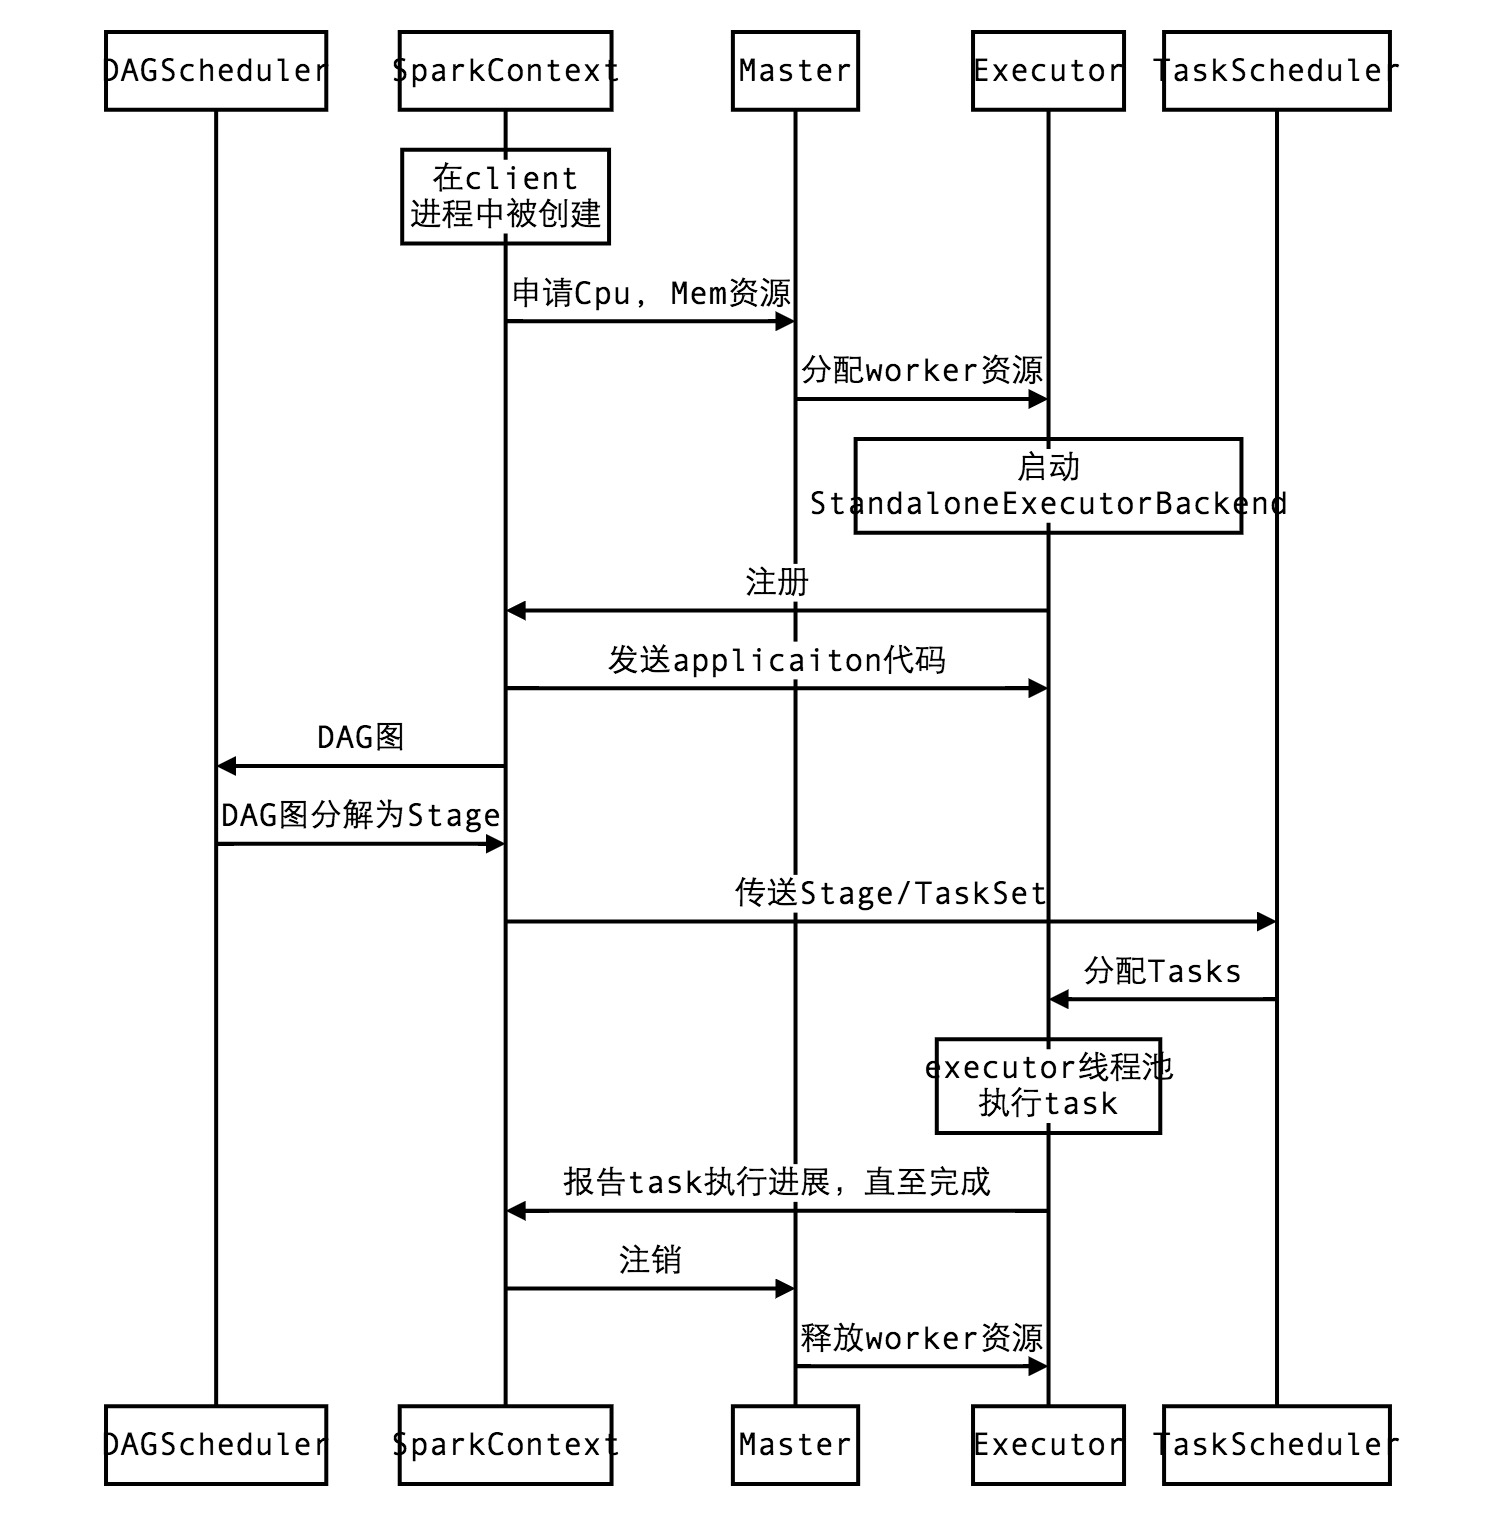 DAGScheduler
SparkContext
Master
Executor
TaskScheduler
在client
进程中被创建
申请Cpu, Mem资源
分配worker资源
启动
StandaloneExecutorBackend
注册
发送applicaiton代码
DAG图
DAG图分解为Stage
传送Stage/TaskSet
分配Tasks
executor线程池
执行task
报告task执行进展，直至完成
注销
释放worker资源
DAGScheduler
SparkContext
Master
Executor
TaskScheduler